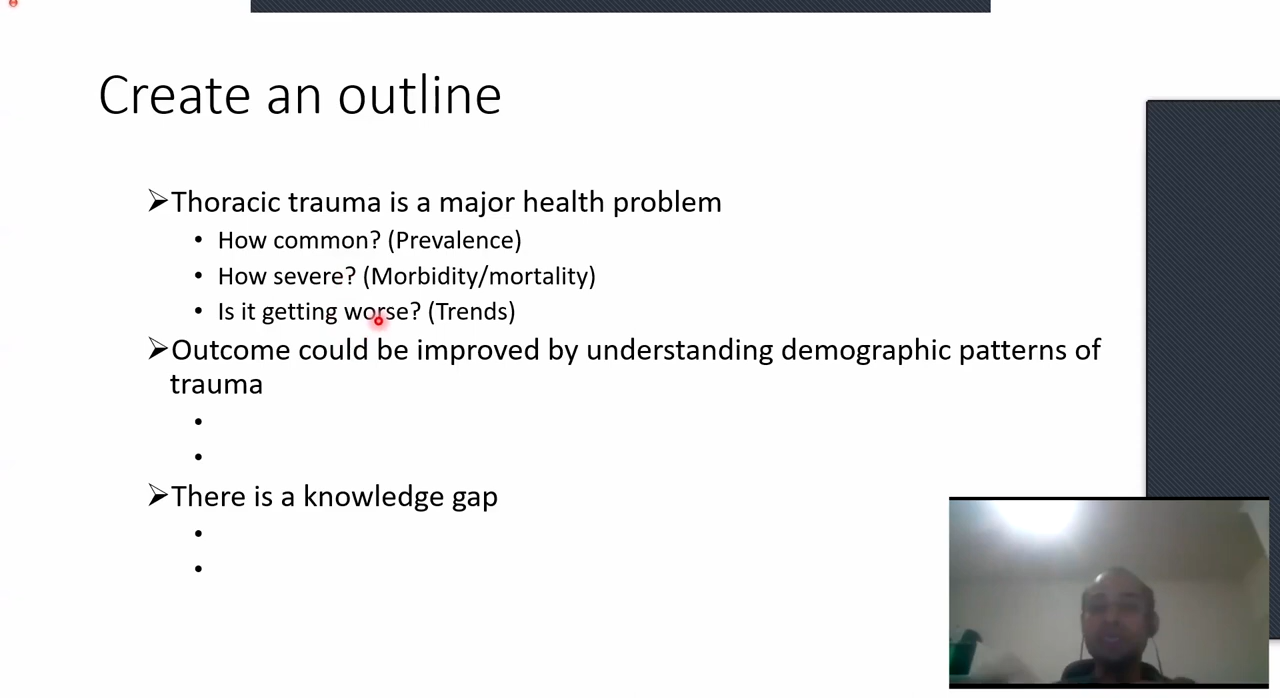 Create an outline
Thoracic trauma is a major health problem
• How common? (Prevalence)
• How severe? (Morbidity/mortality)
• Is it getting worse? (Trends)
Outcome could be improved by understanding demographic patterns of
trauma
•
•
There is a knowledge gap
•
•